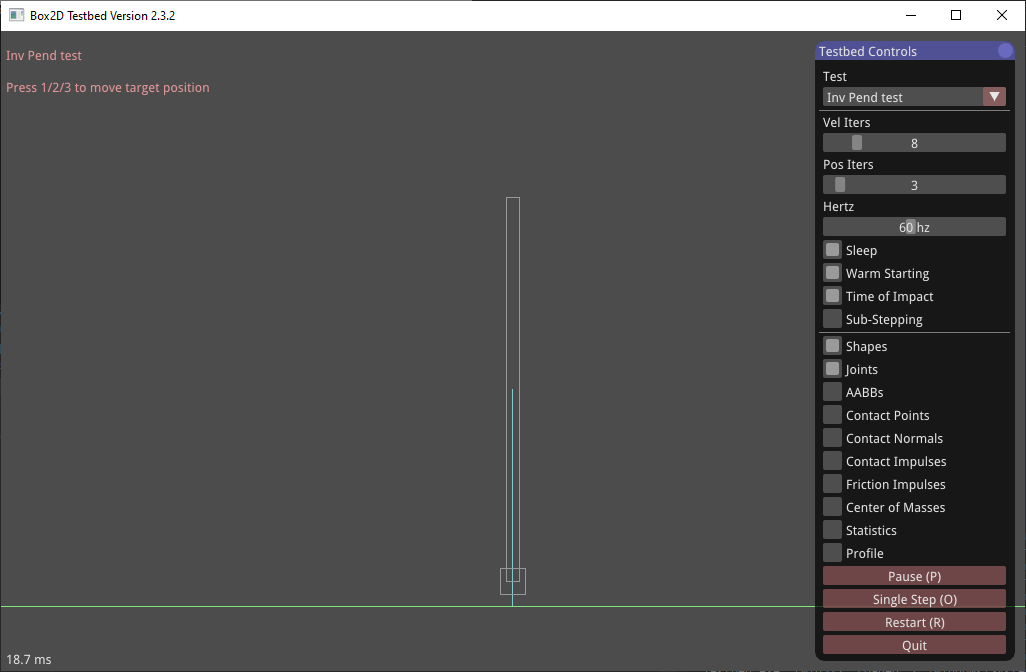 Box2D Testbed Version 2.3.2
Inv Pend test
Press 1/2/3 to move target position
Testbed Controls
Test
Inv Pend test
Vel Iters
8
Pos Iters
3
Hertz
60 hz
Sleep
Warm Starting
Time of Impact
Sub-Stepping
Shapes
Joints
AABBs
Contact Points
Contact Normals
Contact Impulses
Friction Impulses
Center of Masses
Statistics
Profile
Pause (P)
Single Step (O)
Restart (R)
Quit
18.7 ms